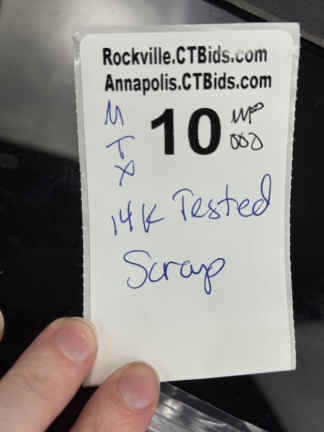 Rockville.CTBids.com
Annapolis.CTBids.com
M
T
X
10
14K Tested
Scrap